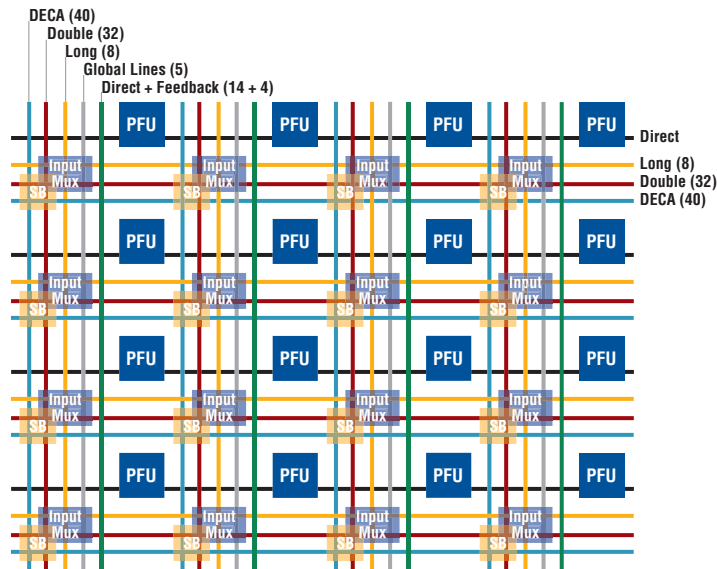 DECA (40)
Double (32)
Long (8)
Global Lines (5)
Direct + Feedback (14 + 4)
PFU PFU PFU PFU
Direct
Input Input Input Input Long (8)
Mux Mux Mux Mux Double (32)
SB SB SB SB DECA (40)
PFU PFU PFU PFU
Input Input Input Input
Mux Mux Mux Mux
SB SB SB SB
PFU PFU PFU PFU
Input Input Input Input
Mux Mux Mux Mux
SB SB SB SB
PFU PFU PFU PFU
Input Input Input Input
Mux Mux Mux Mux
SB SB SB SB